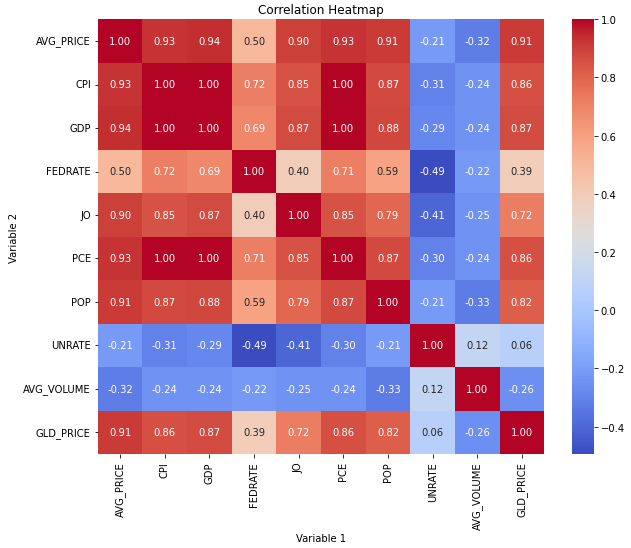 Correlation Heatmap
AVG_PRICE 1.00 0.93 0.94 0.50 0.90 0.93 0.91 -0.21 -0.32 0.91
CPI 0.93 1.00 1.00 0.72 0.85 1.00 0.87 -0.31 -0.24 0.86
GDP 0.94 1.00 1.00 0.69 0.87 1.00 0.88 -0.29 -0.24 0.87
FEDRATE 0.50 0.72 0.69 1.00 0.40 0.71 0.59 -0.49 -0.22 0.39
JO 0.90 0.85 0.87 0.40 1.00 0.85 0.79 -0.41 -0.25 0.72
PCE 0.93 1.00 1.00 0.71 0.85 1.00 0.87 -0.30 -0.24 0.86
POP 0.91 0.87 0.88 0.59 0.79 0.87 1.00 -0.21 -0.33 0.82
UNRATE -0.21 -0.31 -0.29 -0.49 -0.41 -0.30 -0.21 1.00 0.12 0.06
AVG_VOLUME -0.32 -0.24 -0.24 -0.22 -0.25 -0.24 -0.33 0.12 1.00 -0.26
GLD_PRICE 0.91 0.86 0.87 0.39 0.72 0.86 0.82 0.06 -0.26 1.00
AVG_PRICE CPI GDP FEDRATE JO PCE POP UNRATE AVG_VOLUME GLD_PRICE
Variable 1
Variable 2
1.0
0.8
0.6
0.4
0.2
0.0
-0.2
-0.4